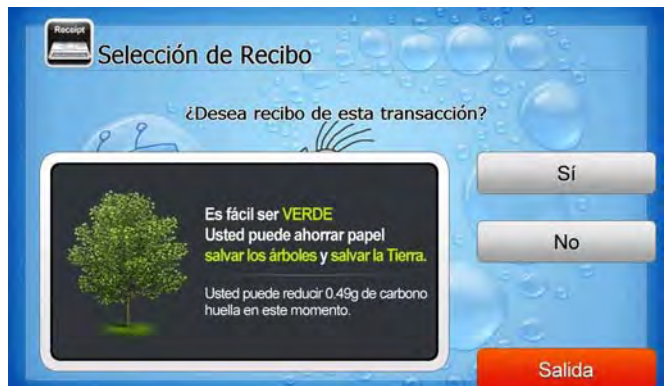 Receipt
Selección de Recibo
¿Desea recibo de esta transacción?
Es fácil ser VERDE
Usted puede ahorrar papel
salvar los árboles y salvar la Tierra.
Usted puede reducir 0.49g de carbono
huella en este momento.
Sí
No
Salida